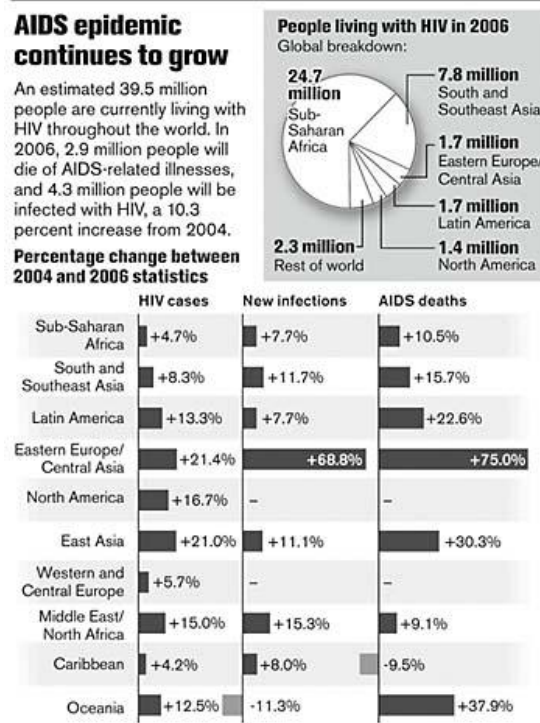 AIDS epidemic
continues to grow
An estimated 39.5 million
people are currently living with
HIV throughout the world. In
2006, 2.9 million people will
die of AIDS-related illnesses,
and 4.3 million people will be
infected with HIV, a 10.3
percent increase from 2004.
People living with HIV in 2006
Global breakdown:
24.7
million
Sub-
Saharan
Africa
7.8 million
South and
Southeast Asia
1.7 million
Eastern Europe/
Central Asia
1.7 million
Latin America
1.4 million
North America
2.3 million
Rest of world
Percentage change between
2004 and 2006 statistics
HIV cases New infections AIDS deaths
Sub-Saharan
Africa +4.7% +7.7% +10.5%
South and
Southeast Asia +8.3% +11.7% +15.7%
Latin America +13.3% +7.7% +22.6%
Eastern Europe/
Central Asia +21.4% +68.8% +75.0%
North America +16.7% – –
East Asia +21.0% +11.1% +30.3%
Western and
Central Europe +5.7% – –
Middle East/
North Africa +15.0% +15.3% +9.1%
Caribbean +4.2% +8.0% -9.5%
Oceania +12.5% -11.3% +37.9%